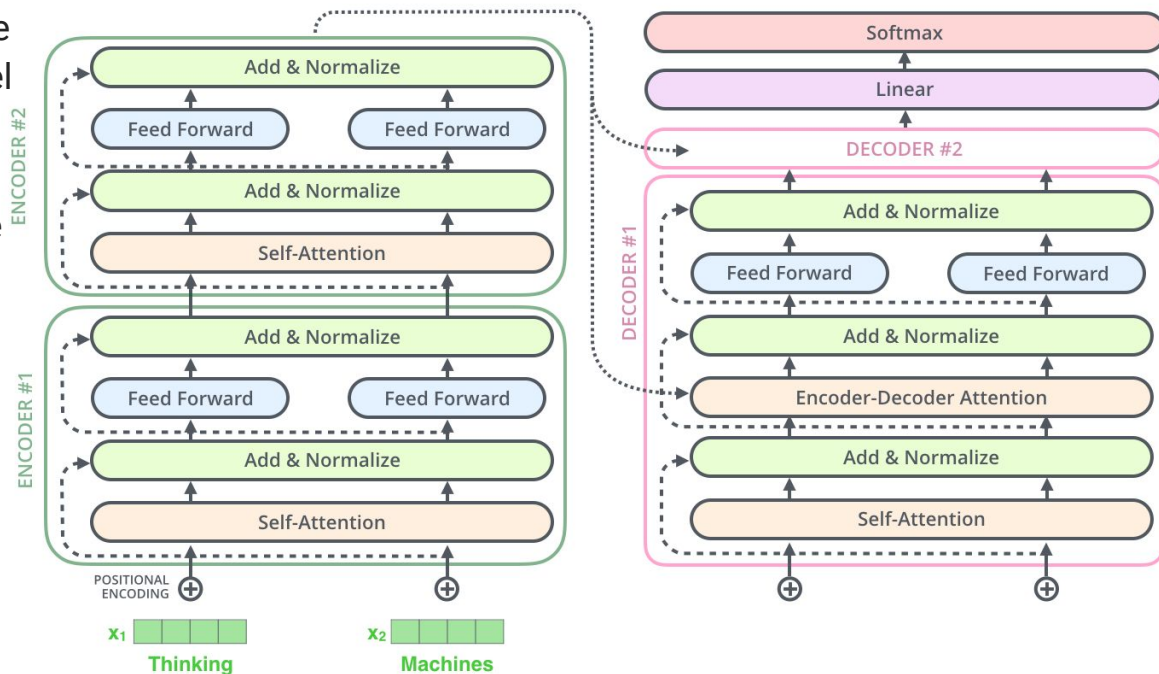 e
el
e
ENCODER #2
Add & Normalize
Feed Forward
Feed Forward
Add & Normalize
Self-Attention
ENCODER #1
Add & Normalize
Feed Forward
Feed Forward
Add & Normalize
Self-Attention
POSITIONAL
ENCODING
x₁
x₂
Thinking
Machines
Softmax
Linear
DECODER #2
DECODER #1
Add & Normalize
Feed Forward
Feed Forward
Add & Normalize
Encoder-Decoder Attention
Add & Normalize
Self-Attention